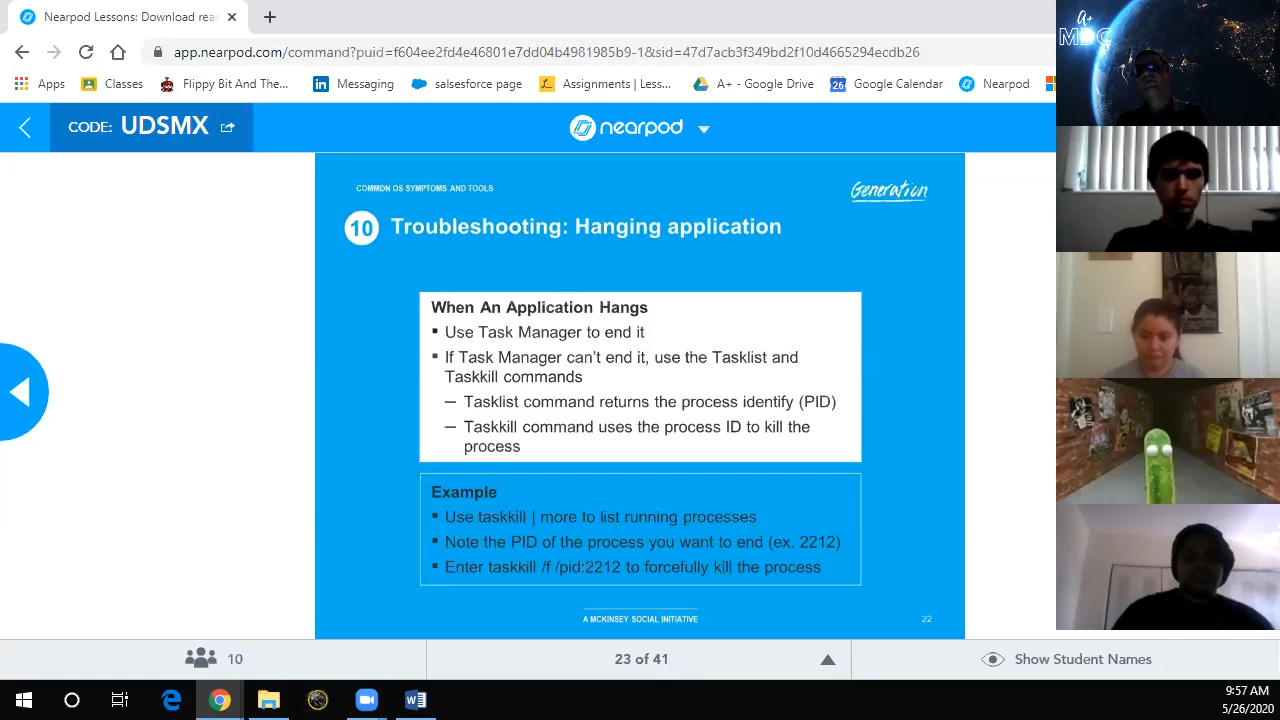 Nearpod Lessons: Download rea
app.nearpod.com/command?puid=f604ee2fd4e46801e7dd04b4981985b9-1&sid=47d7acb3f349bd2f10d4665294ecdb26
Apps Classes Flippy Bit And The... Messaging salsesforce page Assignments | Less... A+ - Google Drive Google Calendar Nearpod
26
CODE: UDSMX nearpod
A+
MDC
COMMON OS SYMPTOMS AND TOOLS
Generation
10 Troubleshooting: Hanging application
When An Application Hangs
▪ Use Task Manager to end it
▪ If Task Manager can't end it, use the Tasklist and
Taskkill commands
– Tasklist command returns the process identify (PID)
– Taskkill command uses the process ID to kill the
process
Example
▪ Use taskkill | more to list running processes
▪ Note the PID of the process you want to end (ex. 2212)
▪ Enter taskkill /f /pid:2212 to forcefully kill the process
A MCKINSEY SOCIAL INITIATIVE
22
10 23 of 41 Show Student Names
9:57 AM
5/26/2020